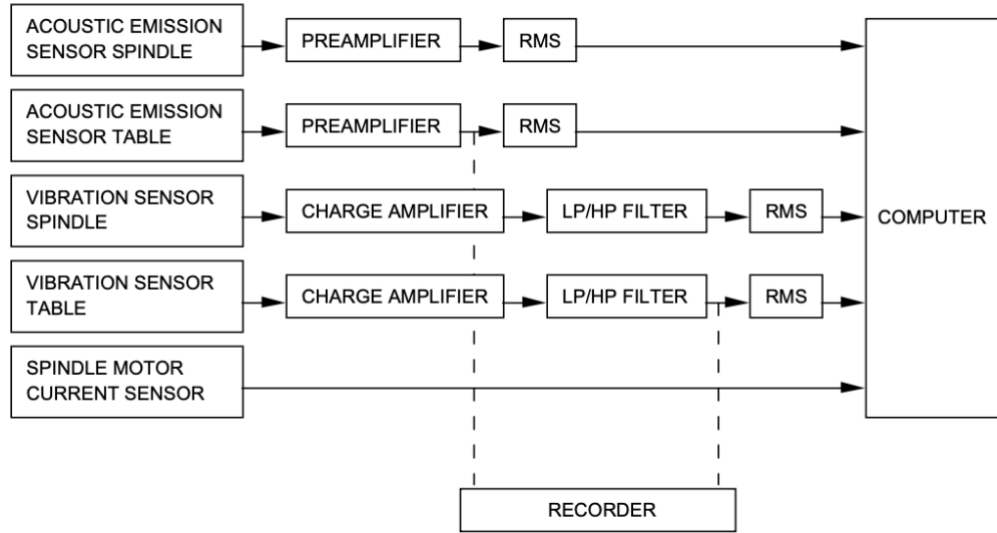 ACOUSTIC EMISSION
SENSOR SPINDLE
PREAMPLIFIER
RMS
ACOUSTIC EMISSION
SENSOR TABLE
PREAMPLIFIER
RMS
VIBRATION SENSOR
SPINDLE
CHARGE AMPLIFIER
LP/HP FILTER
RMS
COMPUTER
VIBRATION SENSOR
TABLE
CHARGE AMPLIFIER
LP/HP FILTER
RMS
SPINDLE MOTOR
CURRENT SENSOR
RECORDER